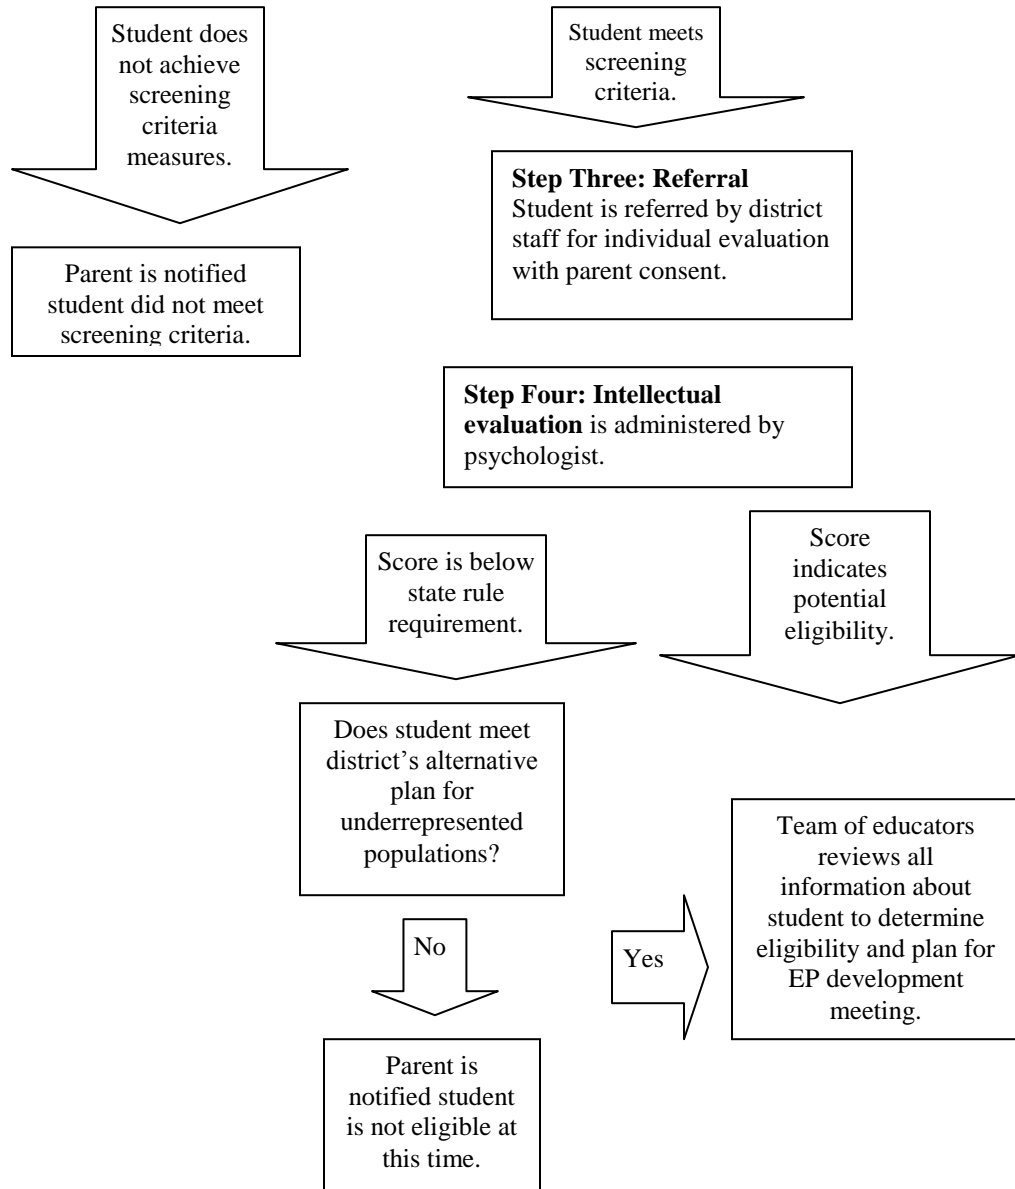 Student does
not achieve
screening
criteria
measures.
Student meets
screening
criteria.
Step Three: Referral
Student is referred by district
staff for individual evaluation
with parent consent.
Parent is notified
student did not meet
screening criteria.
Step Four: Intellectual
evaluation is administered by
psychologist.
Score is below
state rule
requirement.
Score
indicates
potential
eligibility.
Does student meet
district’s alternative
plan for
underrepresented
populations?
Team of educators
reviews all
information about
student to determine
eligibility and plan for
EP development
meeting.
No
Yes
Parent is
notified student
is not eligible at
this time.